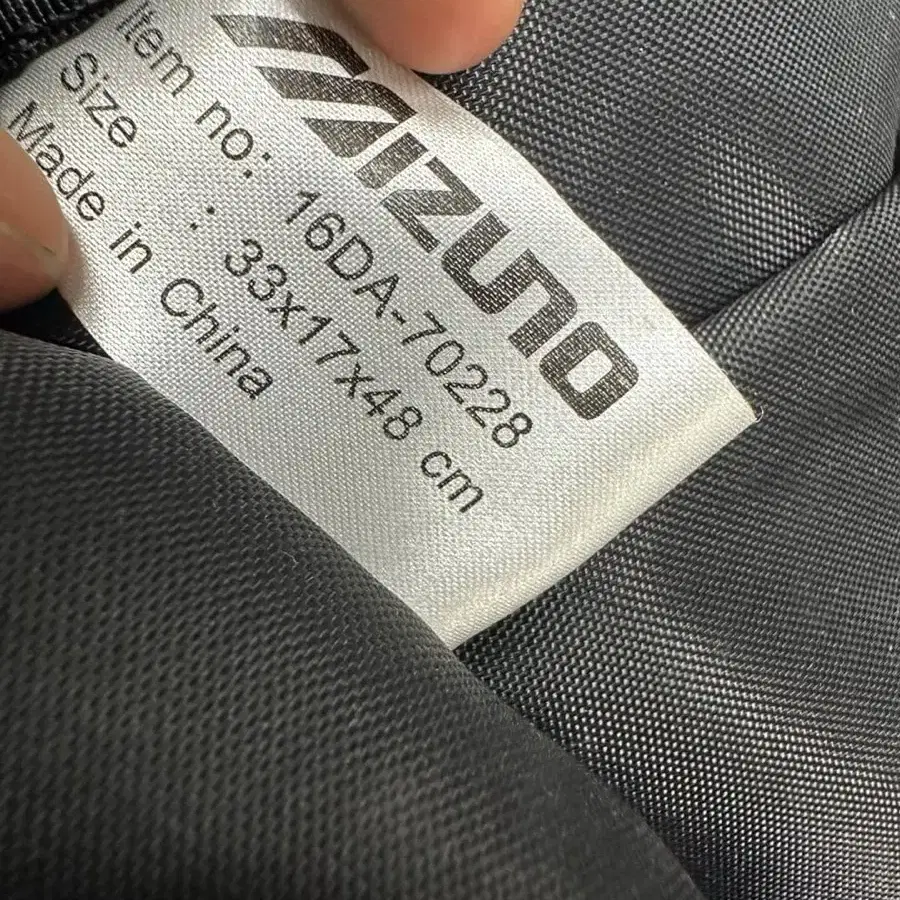 Mizuno
Item no: 16DA-70228
Size : 33x17x48 cm
Made in China